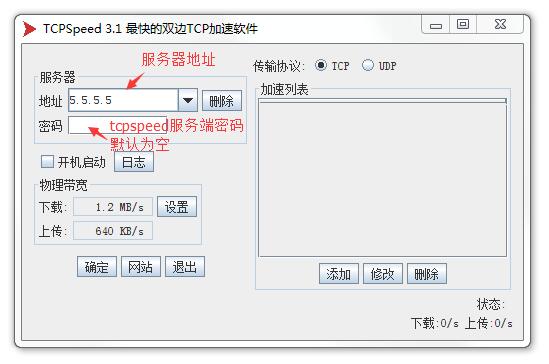 TCPSpeed 3.1 最快的双边TCP加速软件
服务器地址
传输协议: TCP UDP
服务器
加速列表
地址 5.5.5.5 删除
密码 tcpspeed服务端密码
默认为空
开机启动 日志
物理带宽
下载: 1.2 MB/s 设置
上传: 640 KB/s
确定 网站 退出
添加 修改 删除
状态:
下载:0/s 上传:0/s